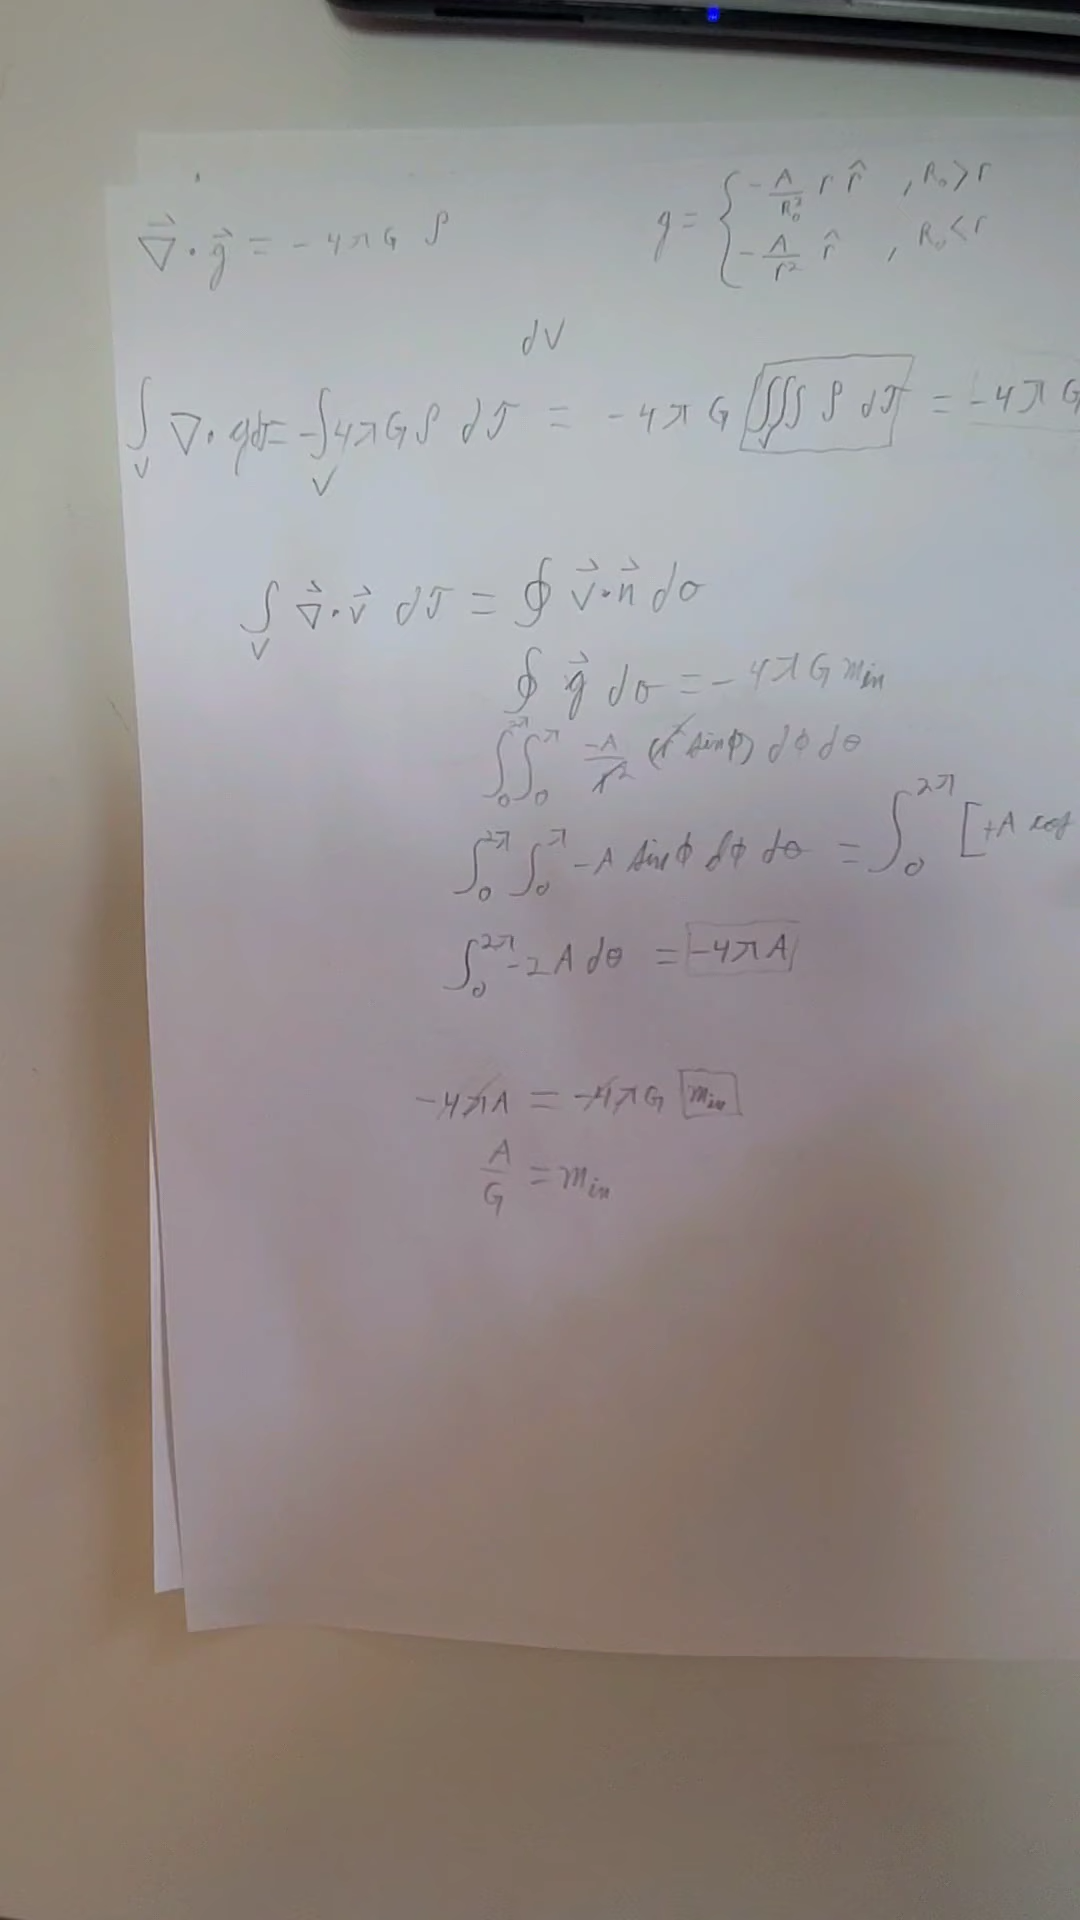 ∇⃗·g⃗ = -4πG ρ
g = { -A/R₀³ r r̂ , R₀>r
-A/r² r̂ , R₀<r
dV
∫_V ∇·g dτ = -∫_V 4πGρ dτ = -4πG ∭_V ρ dτ = -4πG
∫_V ∇⃗·v⃗ dτ = ∮ v⃗·n⃗ dσ
∮ g⃗ dσ = -4πG m_in
∫₀^2π ∫₀^π -A/r² (r² sinφ) dφ dθ
∫₀^2π ∫₀^π -A sinφ dφ dθ = ∫₀^2π [+A cos
∫₀^2π -2A dθ = -4πA
-4πA = -4πG m_in
A/G = m_in